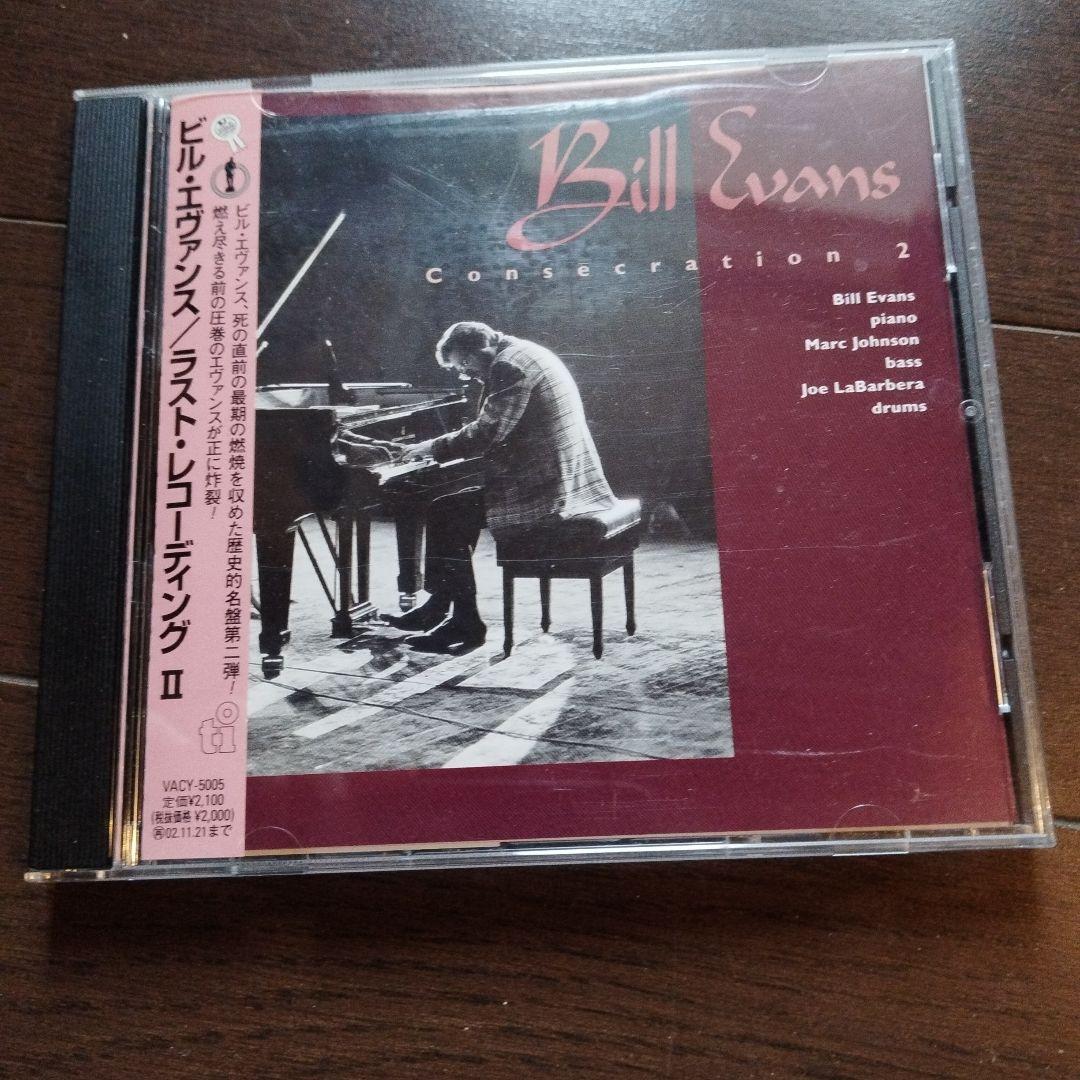 Bill Evans
Consecration 2
Bill Evans
piano
Marc Johnson
bass
Joe LaBarbera
drums
ビル・エヴァンス／ラスト・レコーディング II
ビル・エヴァンス、死の直前の最期の燃焼を収めた歴史的名盤第二弾！
燃え尽きる前の圧巻のエヴァンスが正に炸裂！
ti
VACY-5005
定価¥2,100
(税抜価格 ¥2,000)
㋐02.11.21まで